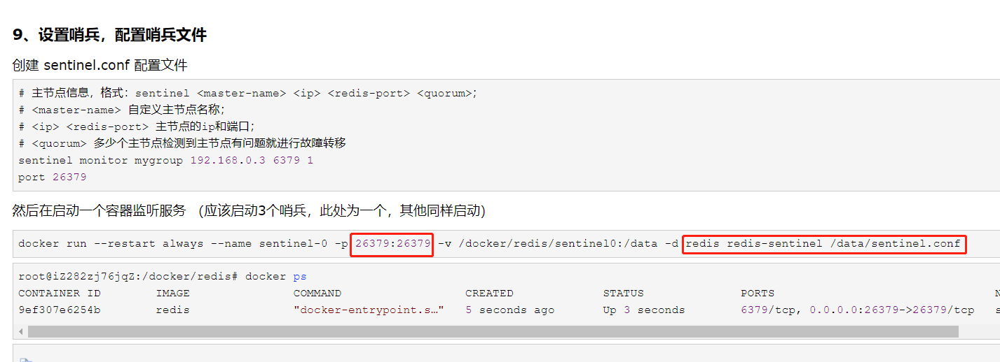 9、设置哨兵，配置哨兵文件
创建 sentinel.conf 配置文件
# 主节点信息，格式：sentinel <master-name> <ip> <redis-port> <quorum>;
# <master-name> 自定义主节点名称；
# <ip> <redis-port> 主节点的ip和端口；
# <quorum> 多少个主节点检测到主节点有问题就进行故障转移
sentinel monitor mygroup 192.168.0.3 6379 1
port 26379
然后在启动一个容器监听服务 (应该启动3个哨兵，此处为一个，其他同样启动)
docker run --restart always --name sentinel-0 -p 26379:26379 -v /docker/redis/sentinel0:/data -d redis redis-sentinel /data/sentinel.conf
root@iZ282zj76jqZ:/docker/redis# docker ps
CONTAINER ID IMAGE COMMAND CREATED STATUS PORTS
9ef307e6254b redis "docker-entrypoint.s…" 5 seconds ago Up 3 seconds 6379/tcp, 0.0.0.0:26379->26379/tcp